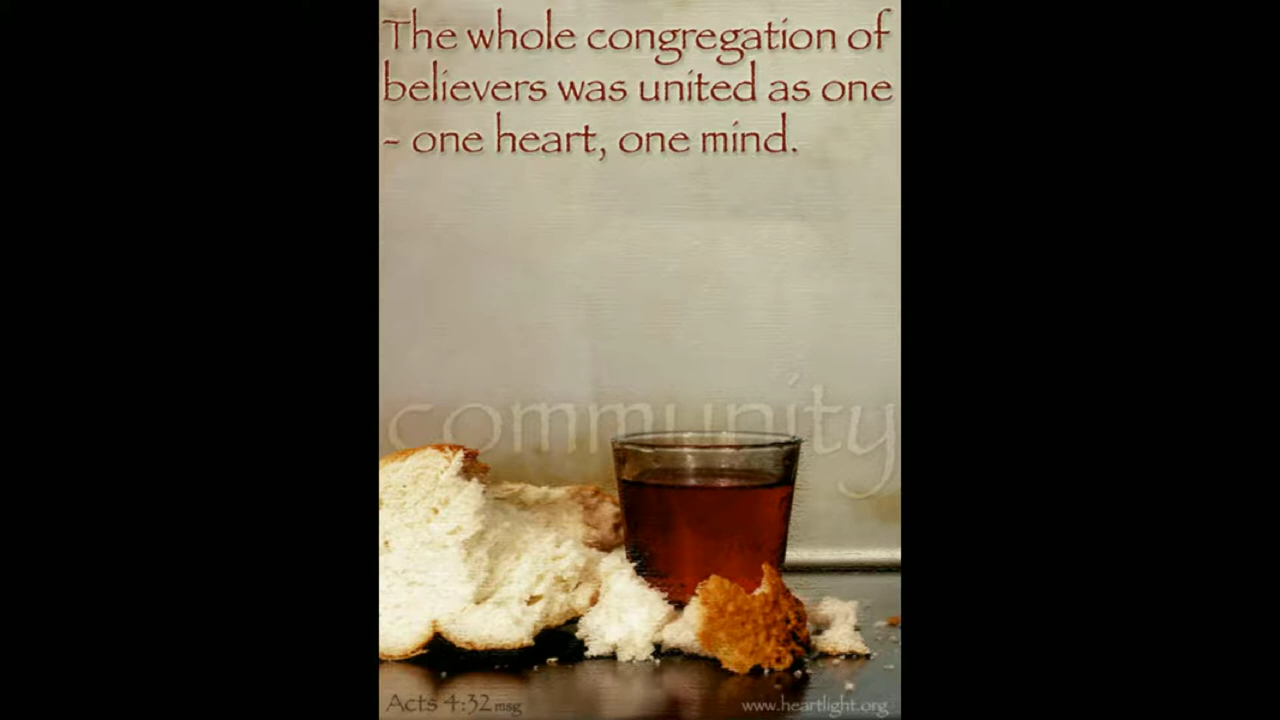 The whole congregation of
believers was united as one
- one heart, one mind.
community
Acts 4:32 msg
www.heartlight.org